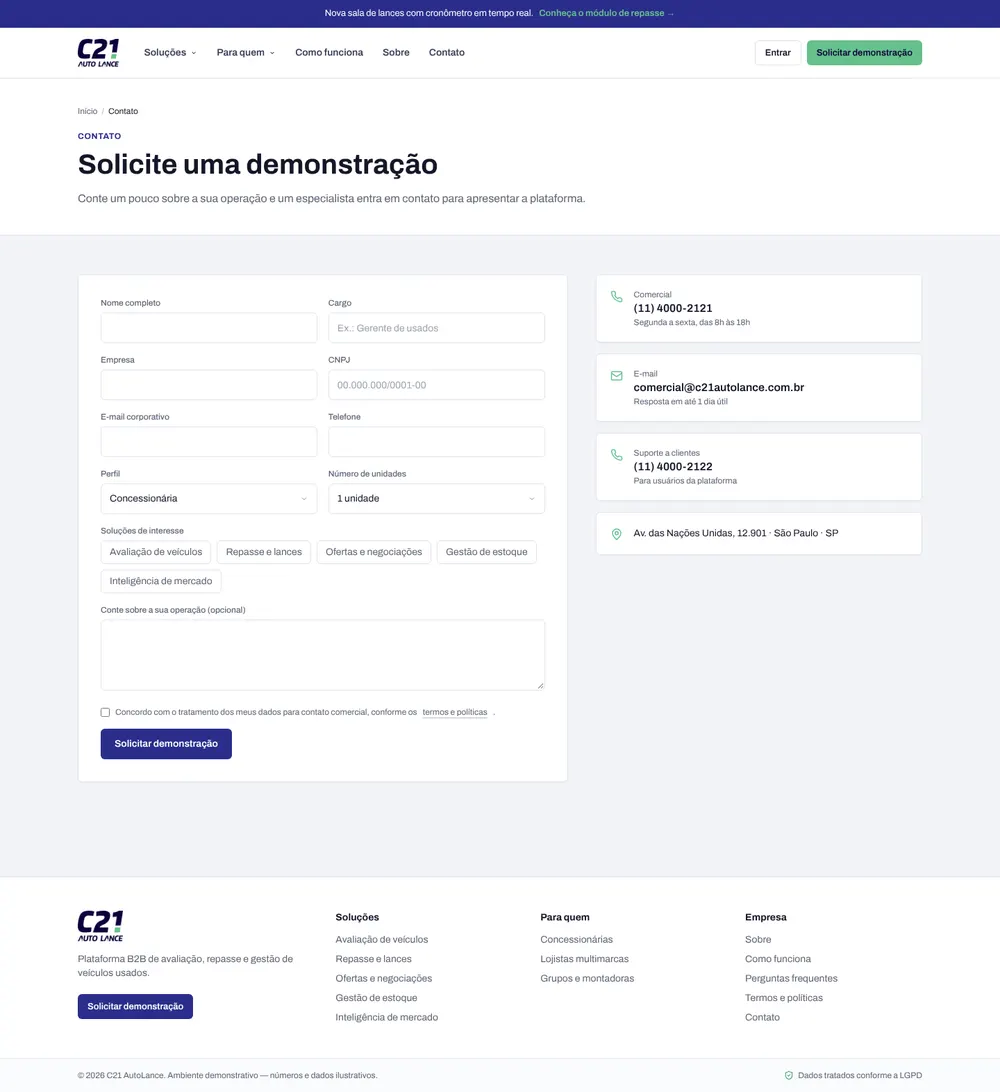 Nova sala de lances com cronômetro em tempo real. Conheça o módulo de repasse →
C21
AUTO LANCE
Soluções
Para quem
Como funciona
Sobre
Contato
Entrar
Solicitar demonstração
Início / Contato
CONTATO
Solicite uma demonstração
Conte um pouco sobre a sua operação e um especialista entra em contato para apresentar a plataforma.
Nome completo
Cargo
Ex.: Gerente de usados
Empresa
CNPJ
00.000.000/0001-00
E-mail corporativo
Telefone
Perfil
Concessionária
Número de unidades
1 unidade
Soluções de interesse
Avaliação de veículos
Repasse e lances
Ofertas e negociações
Gestão de estoque
Inteligência de mercado
Conte sobre a sua operação (opcional)
Concordo com o tratamento dos meus dados para contato comercial, conforme os termos e políticas .
Solicitar demonstração
Comercial
(11) 4000-2121
Segunda a sexta, das 8h às 18h
E-mail
comercial@c21autolance.com.br
Resposta em até 1 dia útil
Suporte a clientes
(11) 4000-2122
Para usuários da plataforma
Av. das Nações Unidas, 12.901 · São Paulo · SP
C21
AUTO LANCE
Plataforma B2B de avaliação, repasse e gestão de
veículos usados.
Solicitar demonstração
Soluções
Avaliação de veículos
Repasse e lances
Ofertas e negociações
Gestão de estoque
Inteligência de mercado
Para quem
Concessionárias
Lojistas multimarcas
Grupos e montadoras
Empresa
Sobre
Como funciona
Perguntas frequentes
Termos e políticas
Contato
© 2026 C21 AutoLance. Ambiente demonstrativo — números e dados ilustrativos.
Dados tratados conforme a LGPD